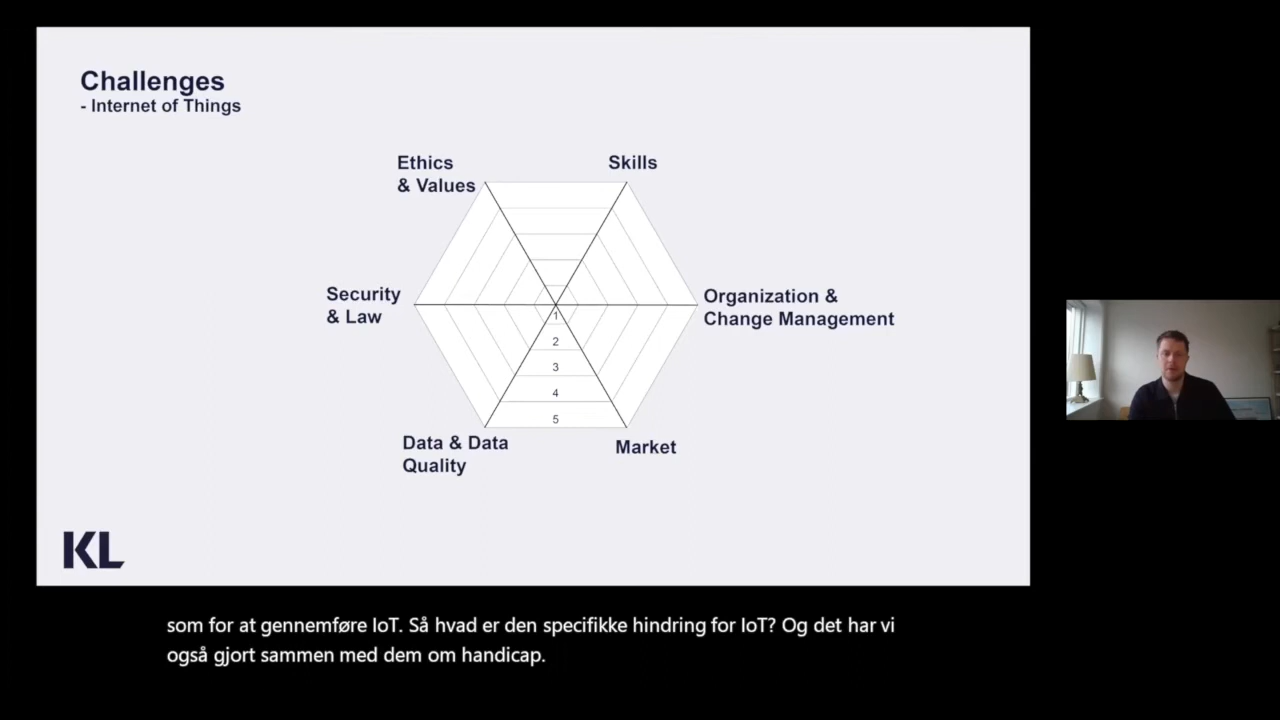 Challenges
- Internet of Things
Ethics
& Values
Skills
Security
& Law
Organization &
Change Management
1
2
3
4
5
Data & Data
Quality
Market
KL
som for at gennemføre IoT. Så hvad er den specifikke hindring for IoT? Og det har vi
også gjort sammen med dem om handicap.